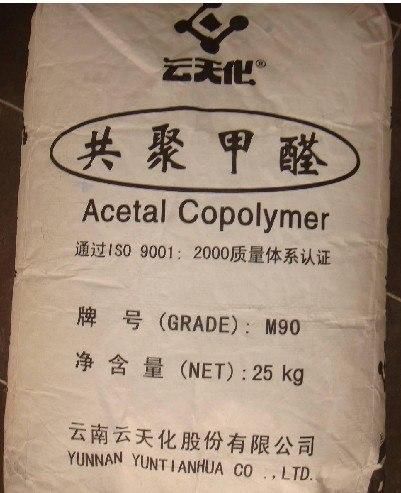 云天化®
共聚甲醛
Acetal Copolymer
通过ISO 9001: 2000质量体系认证
牌 号 (GRADE): M90
净 含 量 (NET): 25 kg
云南云天化股份有限公司
YUNNAN YUNTIANHUA CO .,LTD.